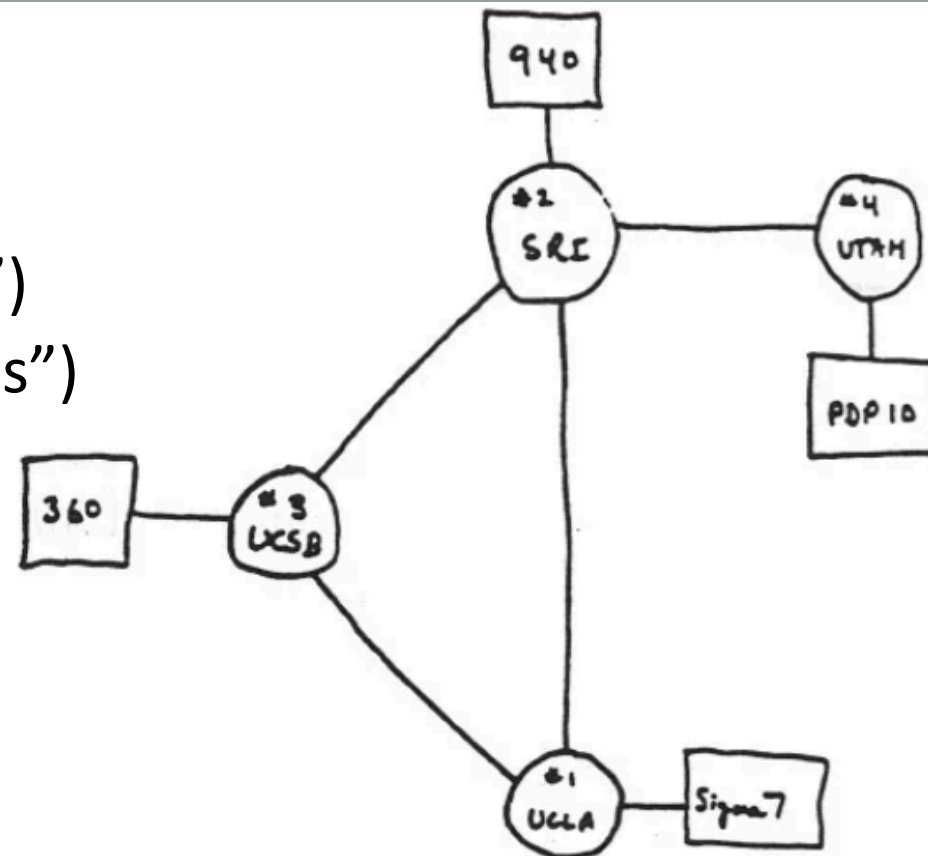 940
#2
SRI
#4
UTAH
”)
s”)
PDP 10
360
#3
UCSB
#1
UCLA
Sigma 7